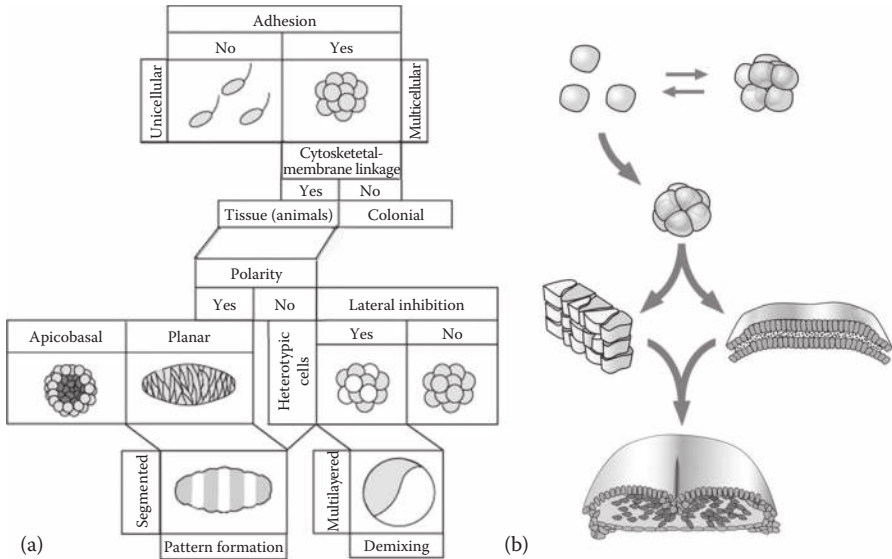 Adhesion
No
Yes
Unicellular
Multicellular
Cytosketetal-
membrane linkage
Yes
No
Tissue (animals)
Colonial
Polarity
Yes
No
Lateral inhibition
Apicobasal
Planar
Heterotypic
cells
Yes
No
Segmented
Multilayered
Pattern formation
Demixing
(a)
(b)